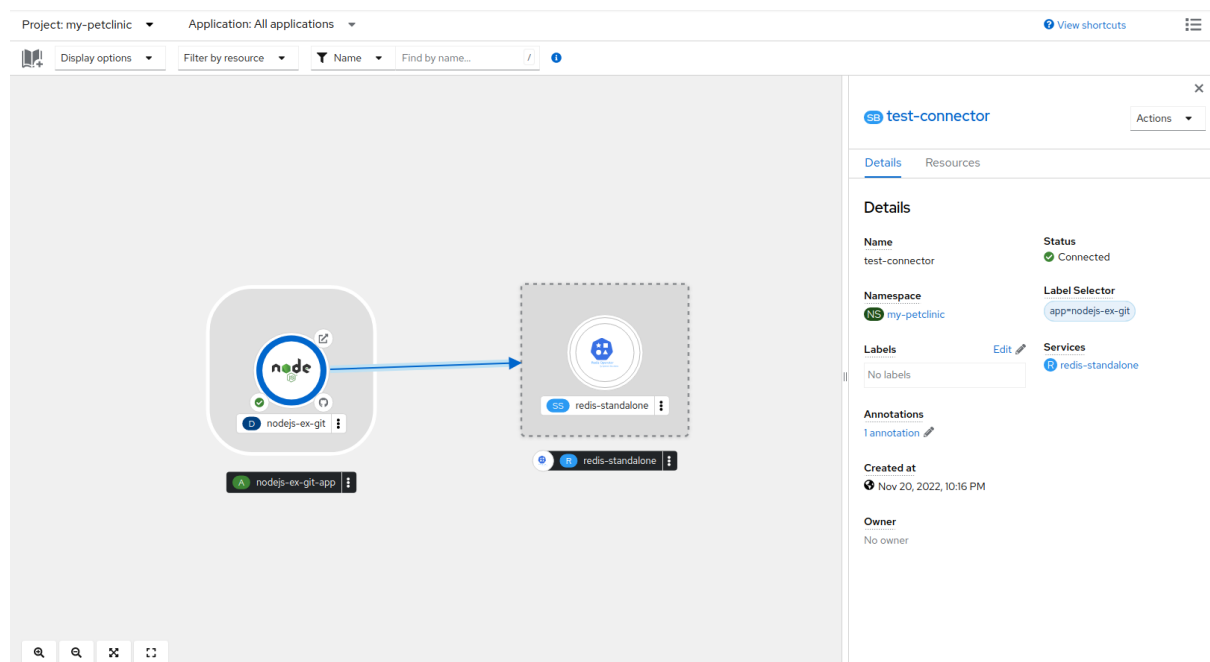 Project: my-petclinic Application: All applications View shortcuts
Display options Filter by resource Name Find by name... /
test-connector
SB
Actions
Details Resources
Details
Name
test-connector
Status
Connected
Namespace
NS my-petclinic
Label Selector
app=nodejs-ex-git
Labels Edit
No labels
Services
R redis-standalone
Annotations
1 annotation
Created at
Nov 20, 2022, 10:16 PM
Owner
No owner
node
JS
D nodejs-ex-git
A nodejs-ex-git-app
SS redis-standalone
R redis-standalone